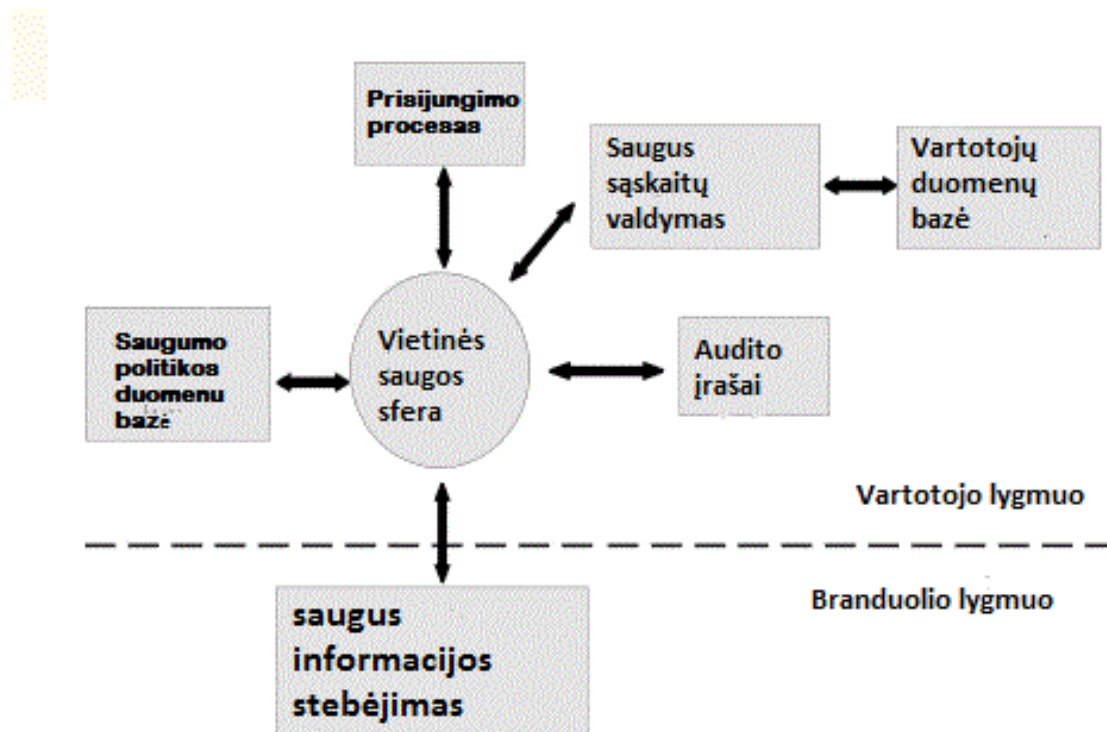 Prisijungimo
procesas
Saugus
sąskaitų
valdymas
Vartotojų
duomenų
bazė
Saugumo
politikos
duomenu
bazė
Vietinės
saugos
sfera
Audito
įrašai
Vartotojo lygmuo
Branduolio lygmuo
saugus
informacijos
stebėjimas